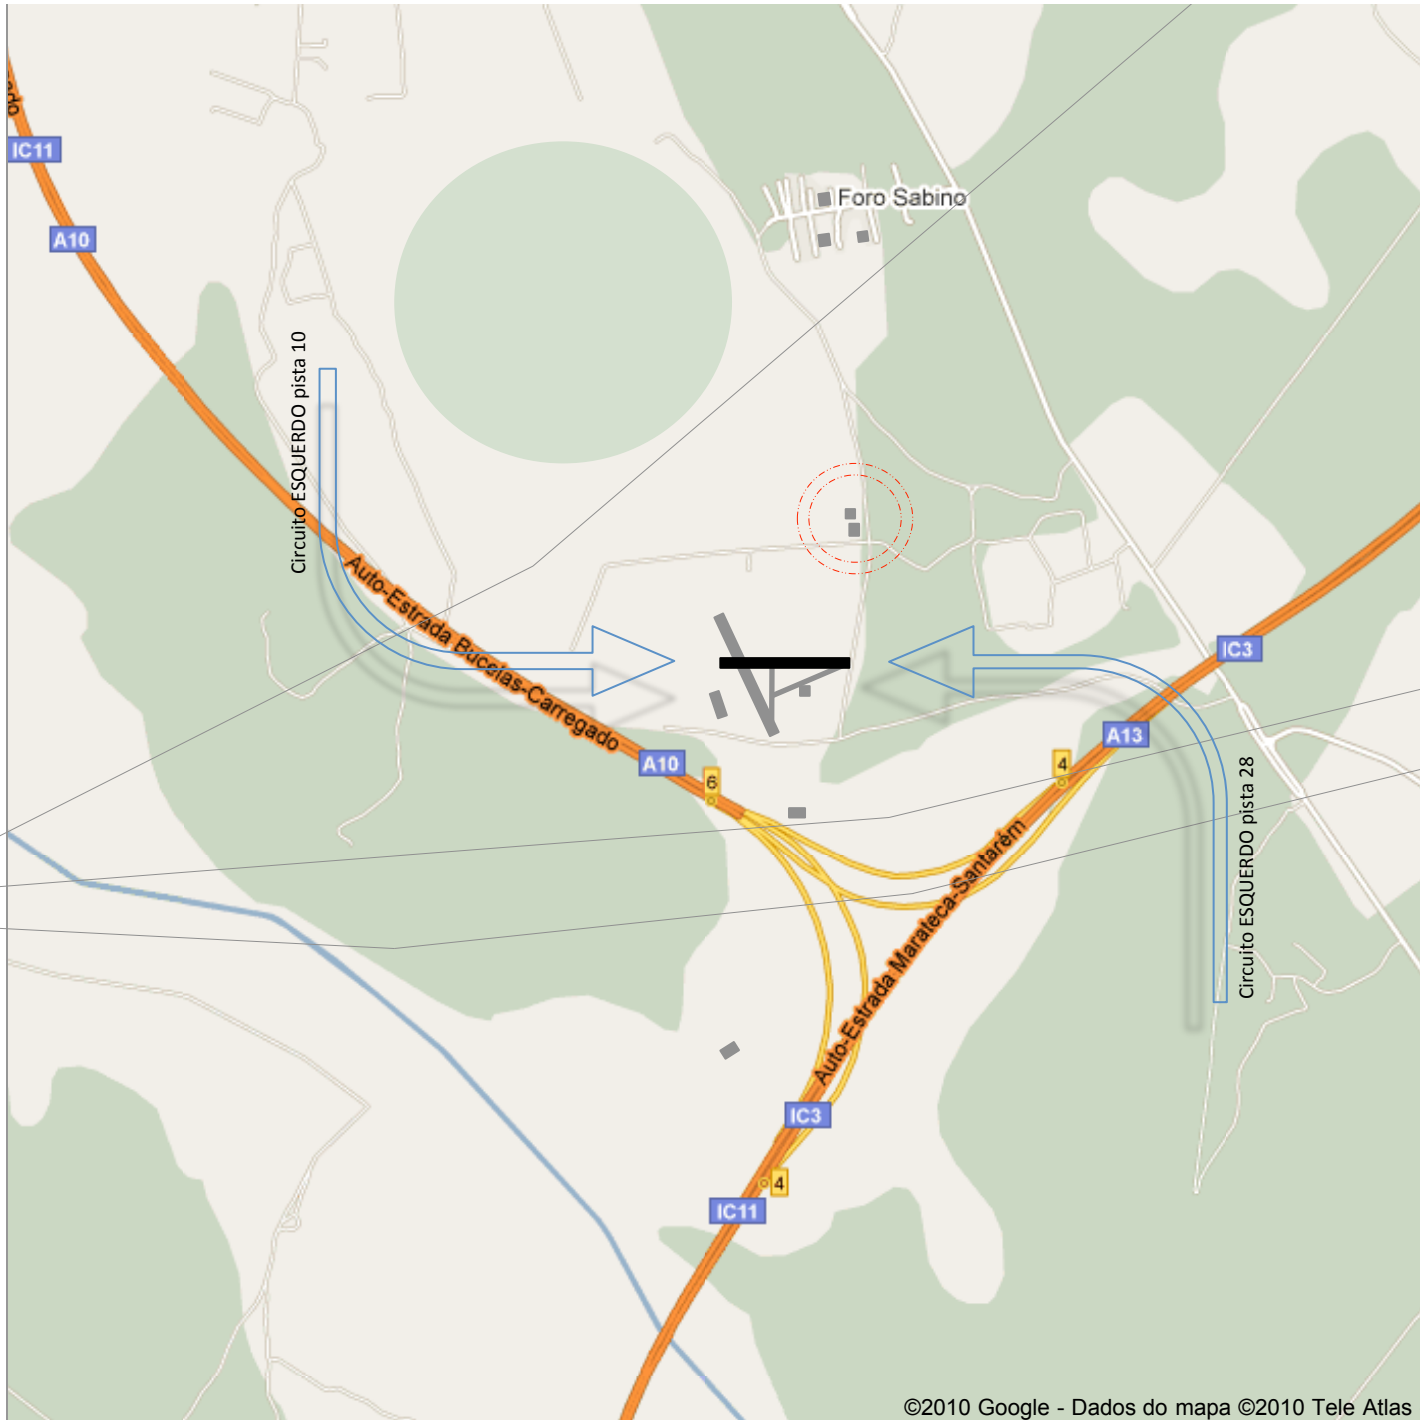 IC11
A10
Foro Sabino
Circuito ESQUERDO pista 10
Auto-Estrada Bucelas-Carregado
IC3
A13
A10
6
4
Circuito ESQUERDO pista 28
Auto-Estrada Marateca-Santarém
IC3
4
IC11
©2010 Google - Dados do mapa ©2010 Tele Atlas